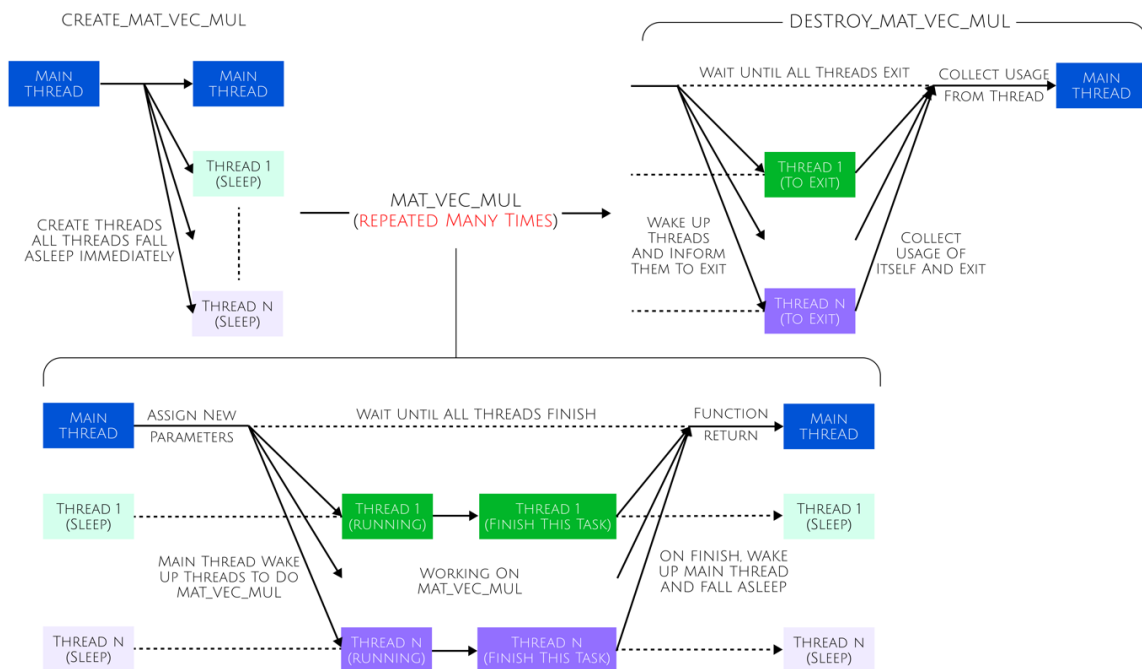 CREATE_MAT_VEC_MUL
DESTROY_MAT_VEC_MUL
MAIN
THREAD
MAIN
THREAD
WAIT UNTIL ALL THREADS EXIT
COLLECT USAGE
FROM THREAD
MAIN
THREAD
THREAD 1
(SLEEP)
THREAD 1
(TO EXIT)
CREATE THREADS
ALL THREADS FALL
ASLEEP IMMEDIATELY
MAT_VEC_MUL
(REPEATED MANY TIMES)
WAKE UP
THREADS
AND INFORM
THEM TO EXIT
COLLECT
USAGE OF
ITSELF AND EXIT
THREAD N
(SLEEP)
THREAD N
(TO EXIT)
MAIN
THREAD
ASSIGN NEW
PARAMETERS
WAIT UNTIL ALL THREADS FINISH
FUNCTION
RETURN
MAIN
THREAD
THREAD 1
(SLEEP)
THREAD 1
(RUNNING)
THREAD 1
(FINISH THIS TASK)
THREAD 1
(SLEEP)
MAIN THREAD WAKE
UP THREADS TO DO
MAT_VEC_MUL
WORKING ON
MAT_VEC_MUL
ON FINISH, WAKE
UP MAIN THREAD
AND FALL ASLEEP
THREAD N
(SLEEP)
THREAD N
(RUNNING)
THREAD N
(FINISH THIS TASK)
THREAD N
(SLEEP)